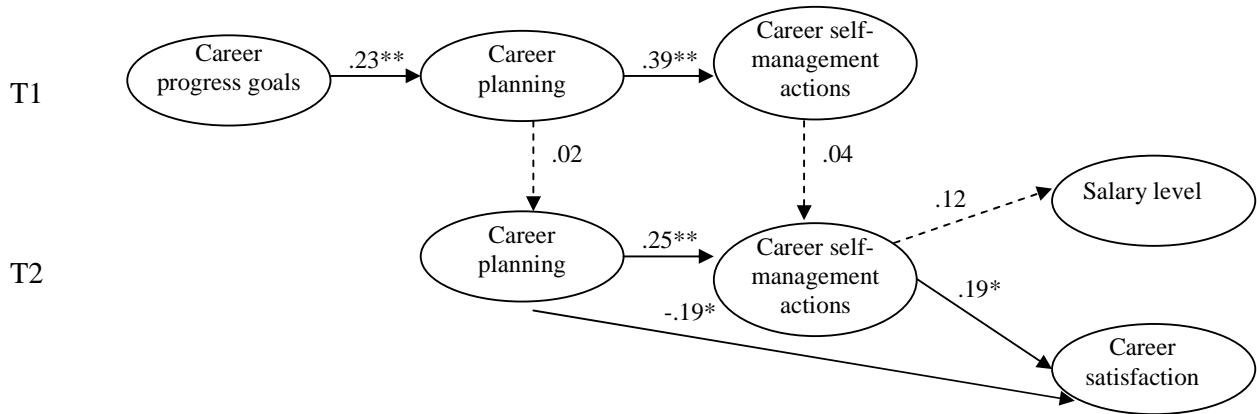 Career
progress goals
.23**
Career
planning
.39**
Career self-
management
actions
T1
.02
.04
Salary level
.12
Career
planning
.25**
Career self-
management
actions
T2
.19*
-.19*
Career
satisfaction